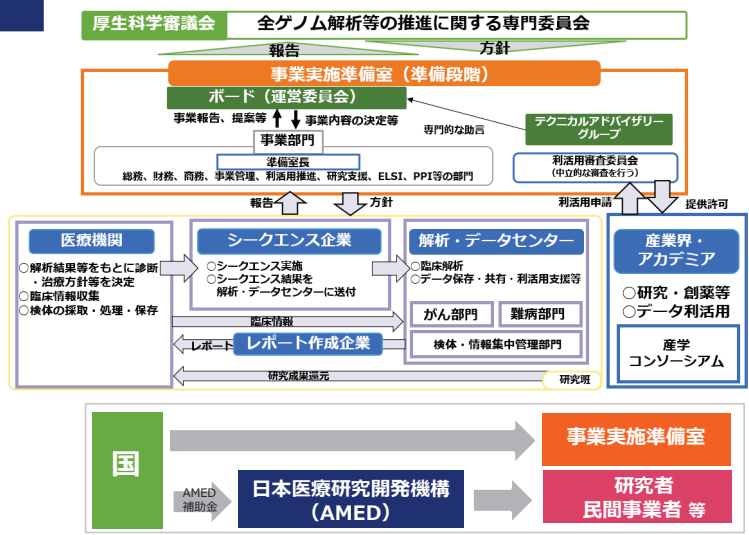 厚生科学審議会
全ゲノム解析等の推進に関する専門委員会
報告
方針
事業実施準備室（準備段階）
ボード（運営委員会）
事業報告、提案等
事業内容の決定等
専門的な助言
テクニカルアドバイザリー
グループ
事業部門
準備室長
総務、財務、商務、事業管理、利活用推進、研究支援、ELSI、PPI等の部門
利活用審査委員会
（中立的な審査を行う）
報告
方針
利活用申請
提供許可
医療機関
○解析結果等をもとに診断
・治療方針等を決定
○臨床情報収集
○検体の採取・処理・保存
シークエンス企業
○シークエンス実施
○シークエンス結果を
解析・データセンターに送付
解析・データセンター
○臨床解析
○データ保存・共有・利活用支援等
がん部門
難病部門
検体・情報集中管理部門
臨床情報
レポート
レポート作成企業
研究成果還元
研究班
産業界・
アカデミア
○研究・創薬等
○データ利活用
産学
コンソーシアム
国
事業実施準備室
AMED
補助金
日本医療研究開発機構
（AMED）
研究者
民間事業者 等